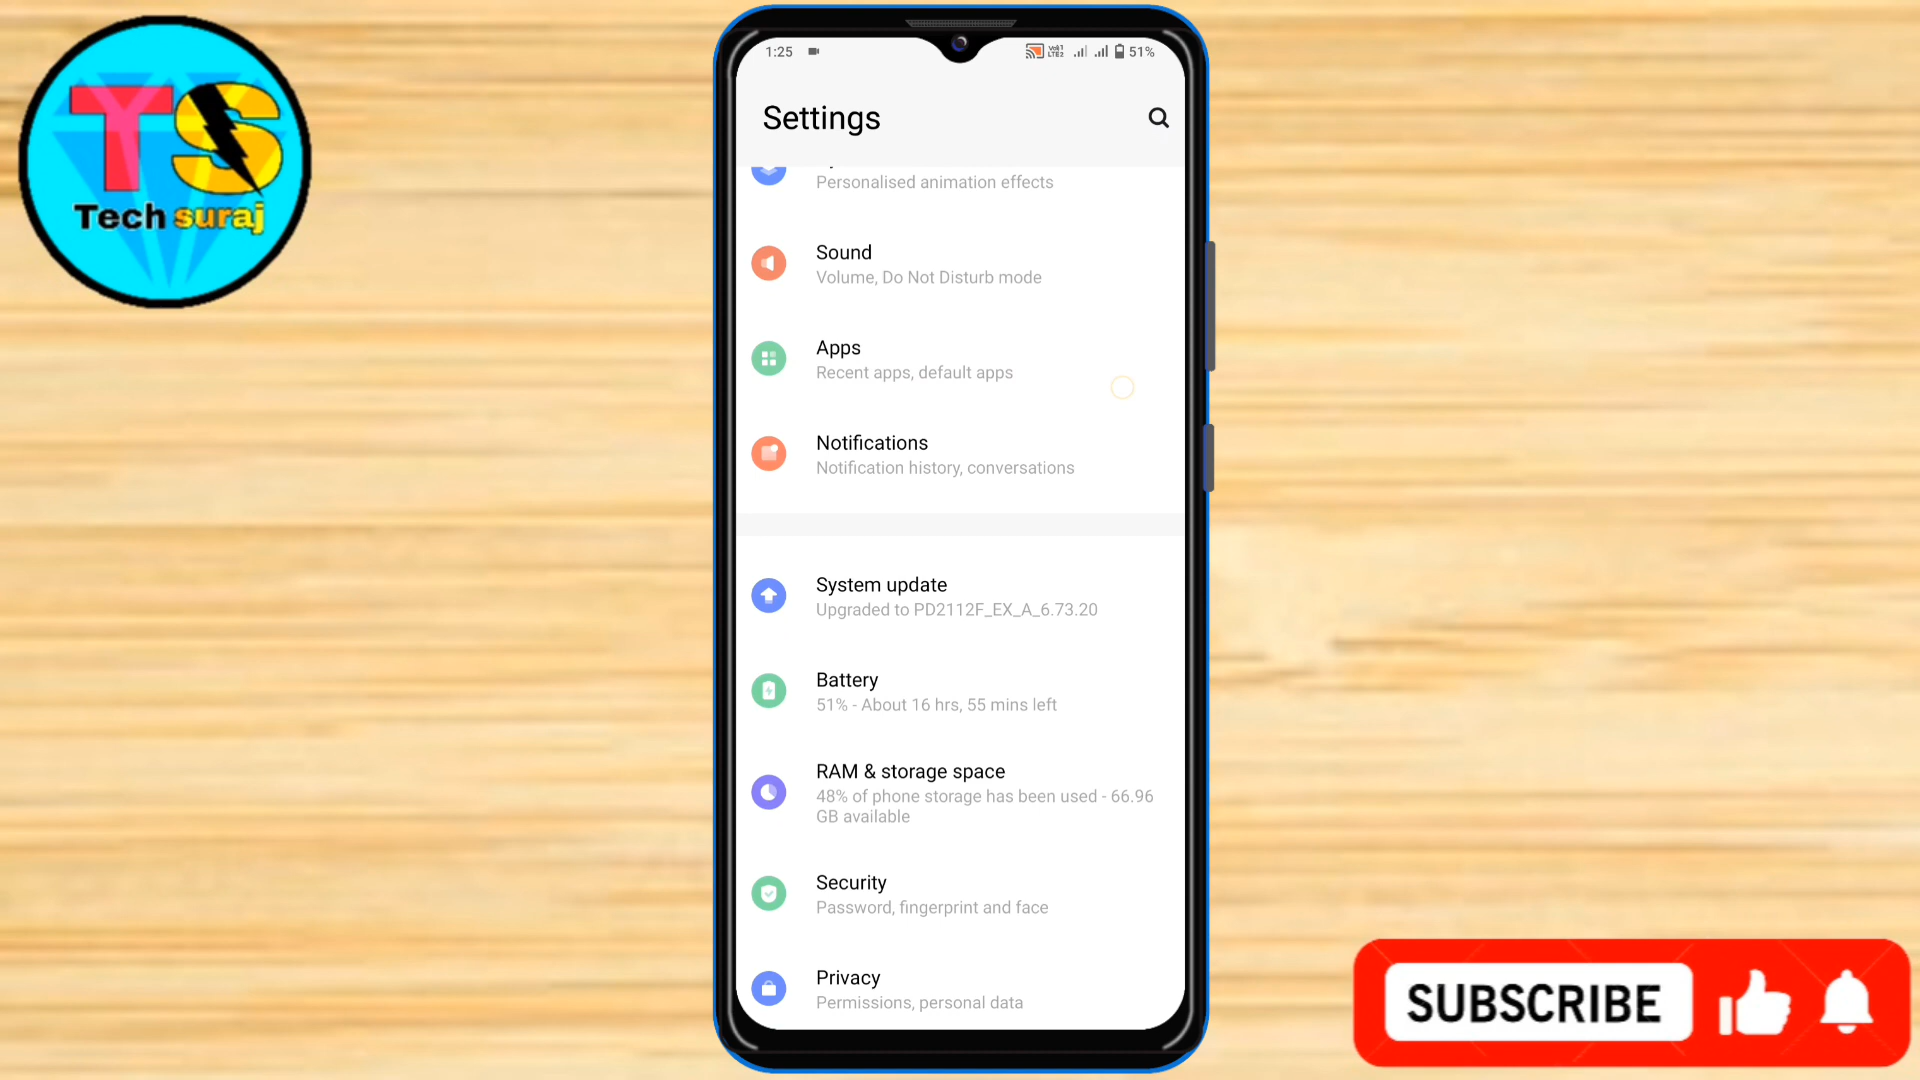 TS
Tech suraj
1:25
51%
Settings
Personalised animation effects
Sound
Volume, Do Not Disturb mode
Apps
Recent apps, default apps
Notifications
Notification history, conversations
System update
Upgraded to PD2112F_EX_A_6.73.20
Battery
51% - About 16 hrs, 55 mins left
RAM & storage space
48% of phone storage has been used - 66.96
GB available
Security
Password, fingerprint and face
Privacy
Permissions, personal data
SUBSCRIBE